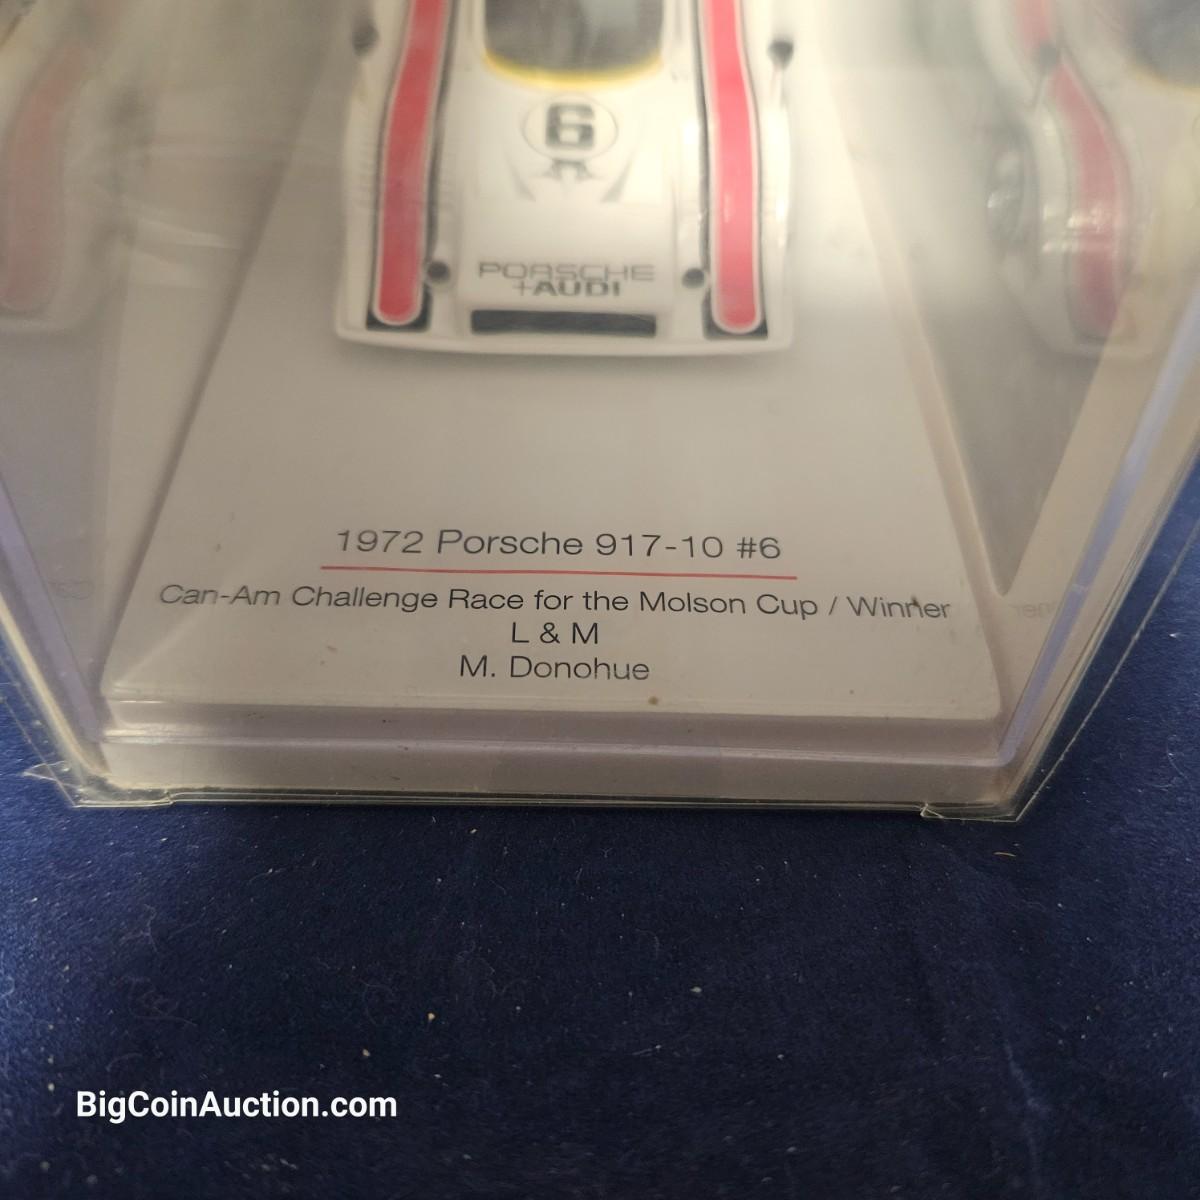 6
PORSCHE
+AUDI
1972 Porsche 917-10 #6
Can-Am Challenge Race for the Molson Cup / Winner
L & M
M. Donohue
BigCoinAuction.com